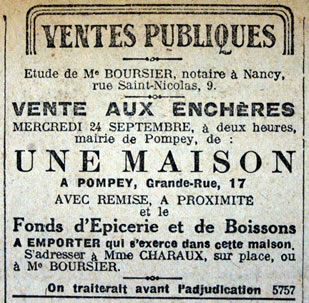 VENTES PUBLIQUES
Etude de Me BOURSIER, notaire à Nancy,
rue Saint-Nicolas, 9.
VENTE AUX ENCHÈRES
MERCREDI 24 SEPTEMBRE, à deux heures,
mairie de Pompey, de :
UNE MAISON
A POMPEY, Grande-Rue, 17
AVEC REMISE, A PROXIMITÉ
et le
Fonds d'Epicerie et de Boissons
A EMPORTER qui s'exerce dans cette maison.
S'adresser à Mme CHARAUX, sur place, ou
à Me BOURSIER.
On traiterait avant l'adjudication 5757